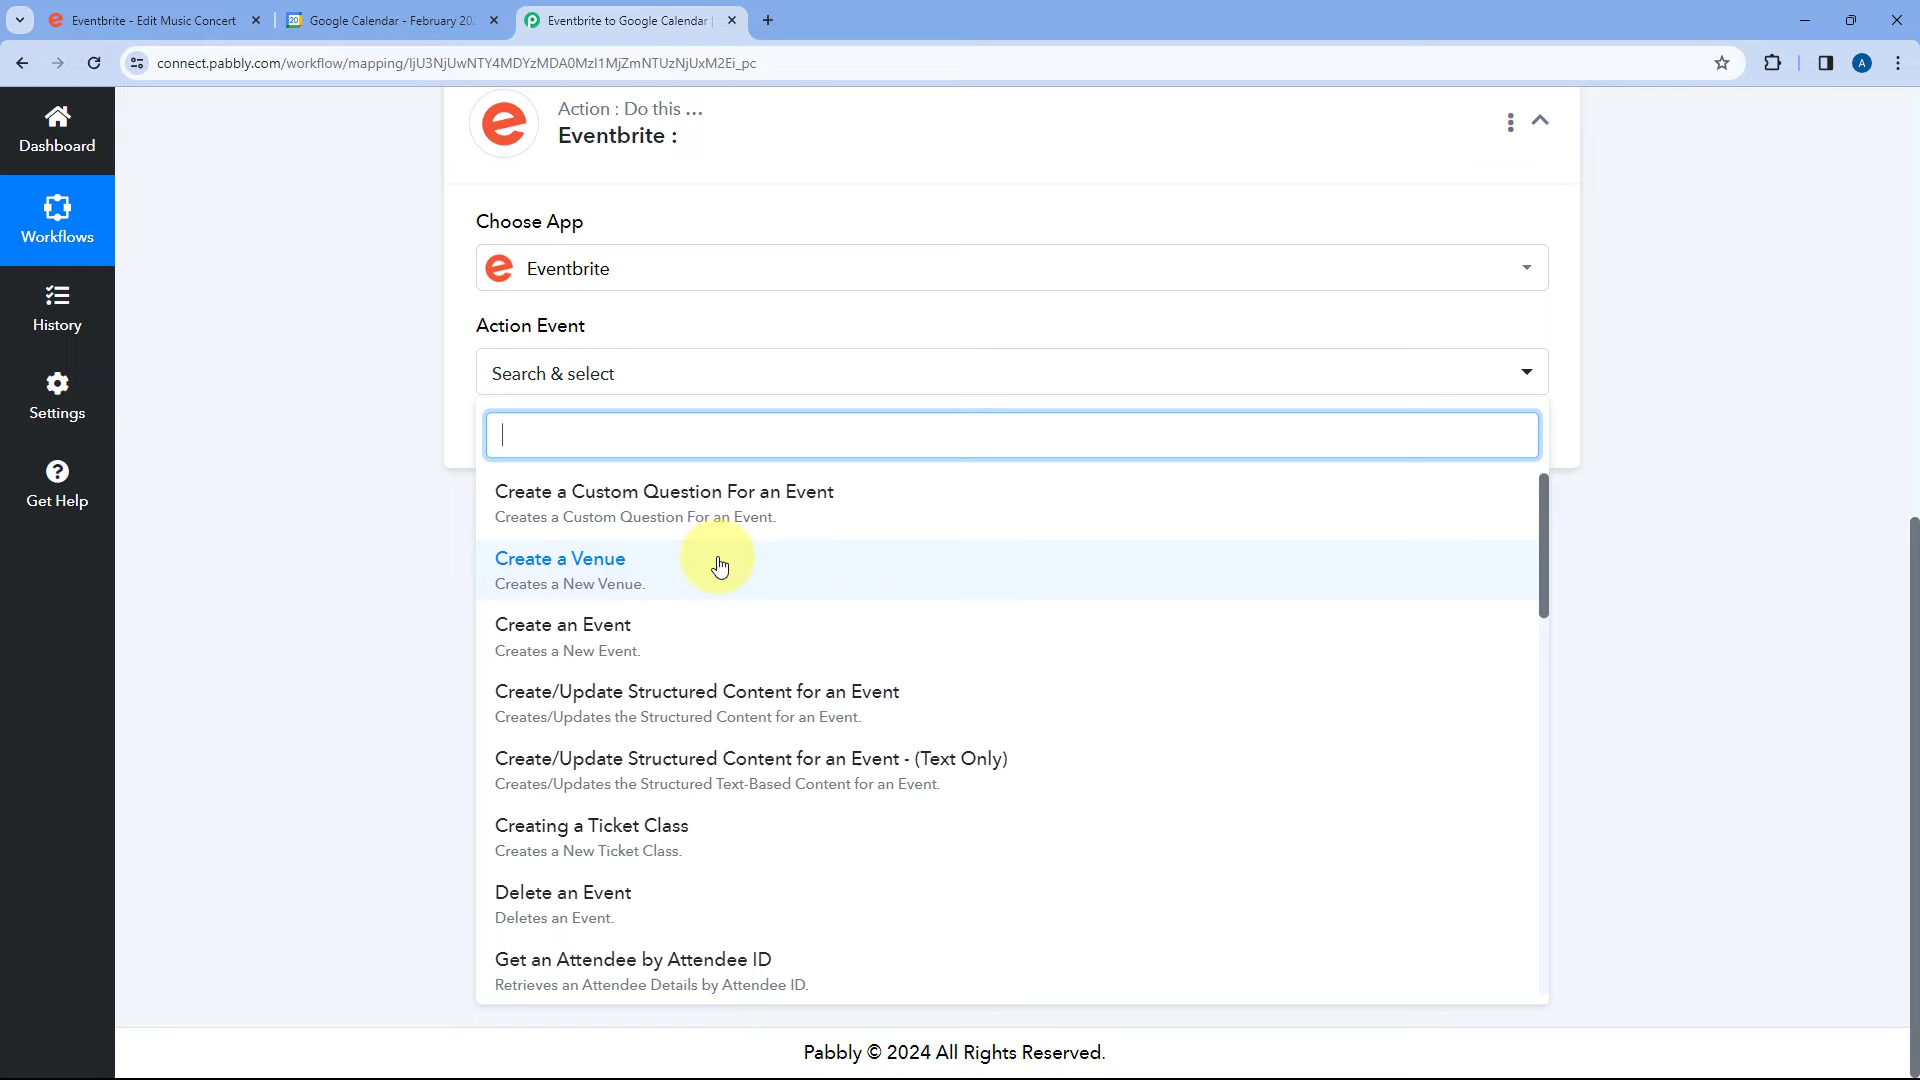 Eventbrite - Edit Music Concert
Google Calendar - February 202
Eventbrite to Google Calendar |
connect.pabbly.com/workflow/mapping/IjU3NjUwNTY4MDYzMDA0MzI1MjZmNTUzNjUxM2Ei_pc
A
Dashboard
Workflows
History
Settings
Get Help
Action : Do this ...
Eventbrite :
Choose App
Eventbrite
Action Event
Search & select
Create a Custom Question For an Event
Creates a Custom Question For an Event.
Create a Venue
Creates a New Venue.
Create an Event
Creates a New Event.
Create/Update Structured Content for an Event
Creates/Updates the Structured Content for an Event.
Create/Update Structured Content for an Event - (Text Only)
Creates/Updates the Structured Text-Based Content for an Event.
Creating a Ticket Class
Creates a New Ticket Class.
Delete an Event
Deletes an Event.
Get an Attendee by Attendee ID
Retrieves an Attendee Details by Attendee ID.
Pabbly © 2024 All Rights Reserved.